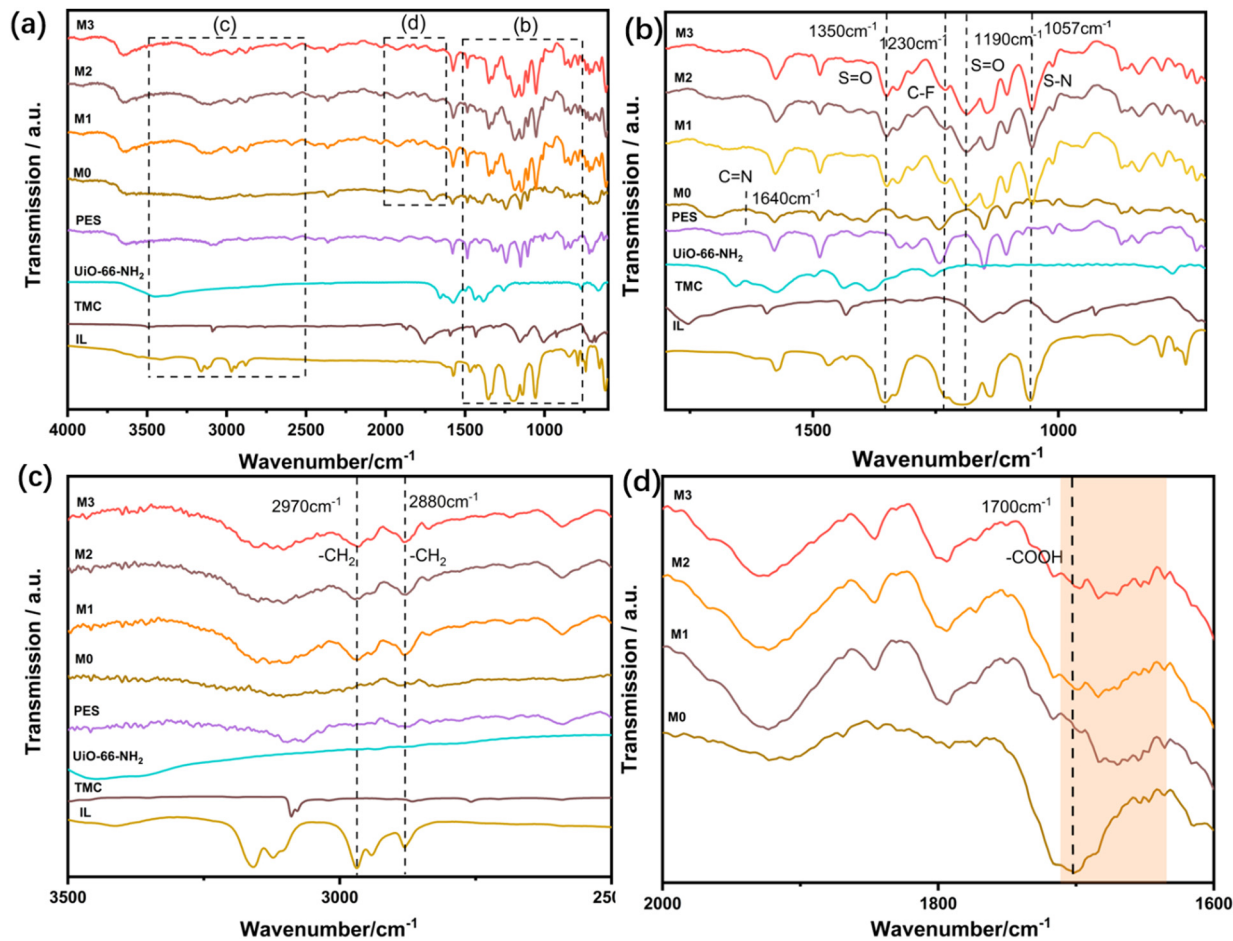 (a)
(c)
(d)
(b)
M3
M2
M1
M0
PES
UiO-66-NH2
TMC
IL
Transmission / a.u.
4000 3500 3000 2500 2000 1500 1000
Wavenumber/cm-1
(b)
1350cm-1
1230cm-1
1190cm-1
1057cm-1
S=O
C-F
S=O
S-N
C=N
1640cm-1
M3
M2
M1
M0
PES
UiO-66-NH2
TMC
IL
Transmission / a.u.
1500 1000
Wavenumber/cm-1
(c)
2970cm-1
2880cm-1
-CH2
-CH2
M3
M2
M1
M0
PES
UiO-66-NH2
TMC
IL
Transmission / a.u.
3500 3000 250
Wavenumber/cm-1
(d)
1700cm-1
-COOH
M3
M2
M1
M0
Transmission / a.u.
2000 1800 1600
Wavenumber/cm-1